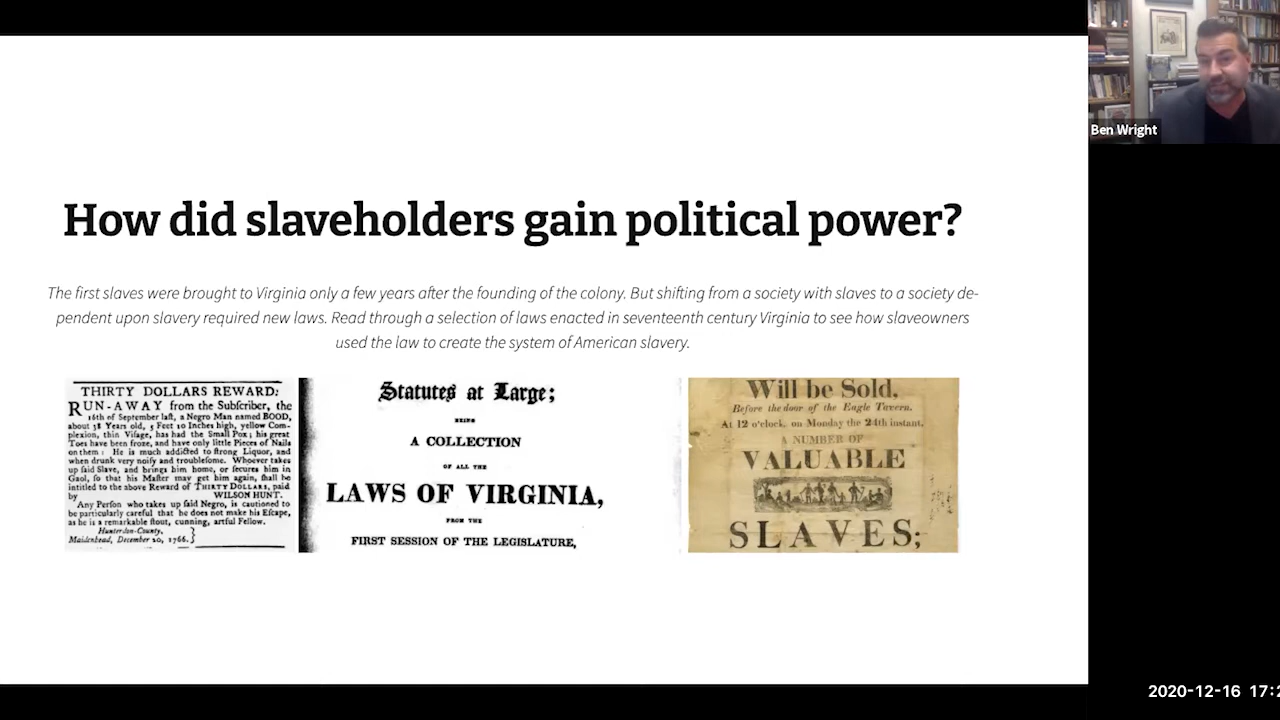 Ben Wright
How did slaveholders gain political power?
The first slaves were brought to Virginia only a few years after the founding of the colony. But shifting from a society with slaves to a society de-
pendent upon slavery required new laws. Read through a selection of laws enacted in seventeenth century Virginia to see how slaveowners
used the law to create the system of American slavery.
THIRTY DOLLARS REWARD:
RUN-AWAY from the Subſcriber, the
16th of September laſt, a Negro Man named BOOD,
about 38 Years old, 5 Feet 10 Inches high, yellow Com-
plexion, thin Viſage, has had the Small Pox; his great
Toes have been froze, and have only little Pieces of Nails
on them: He is much addicted to ſtrong Liquor, and
when drunk very noiſy and troubleſome. Whoever takes
up ſaid Slave, and brings him home, or ſecures him in
Gaol, ſo that his Maſter may get him again, ſhall be
intitled to the above Reward of THIRTY DOLLARS, paid
by WILSON HUNT.
Any Perſon who takes up ſaid Negro, is cautioned to
be particularly careful that he does not make his Eſcape,
as he is a remarkable ſtout, cunning, artful Fellow.
Hunterdon-County,
Maidenhead, December 20, 1766.}
Statutes at Large;
BEING
A COLLECTION
OF ALL THE
LAWS OF VIRGINIA,
FROM THE
FIRST SESSION OF THE LEGISLATURE,
Will be Sold,
Before the door of the Eagle Tavern,
At 12 o'clock, on Monday the 24th instant,
A NUMBER OF
VALUABLE
SLAVES;
2020-12-16 17:2